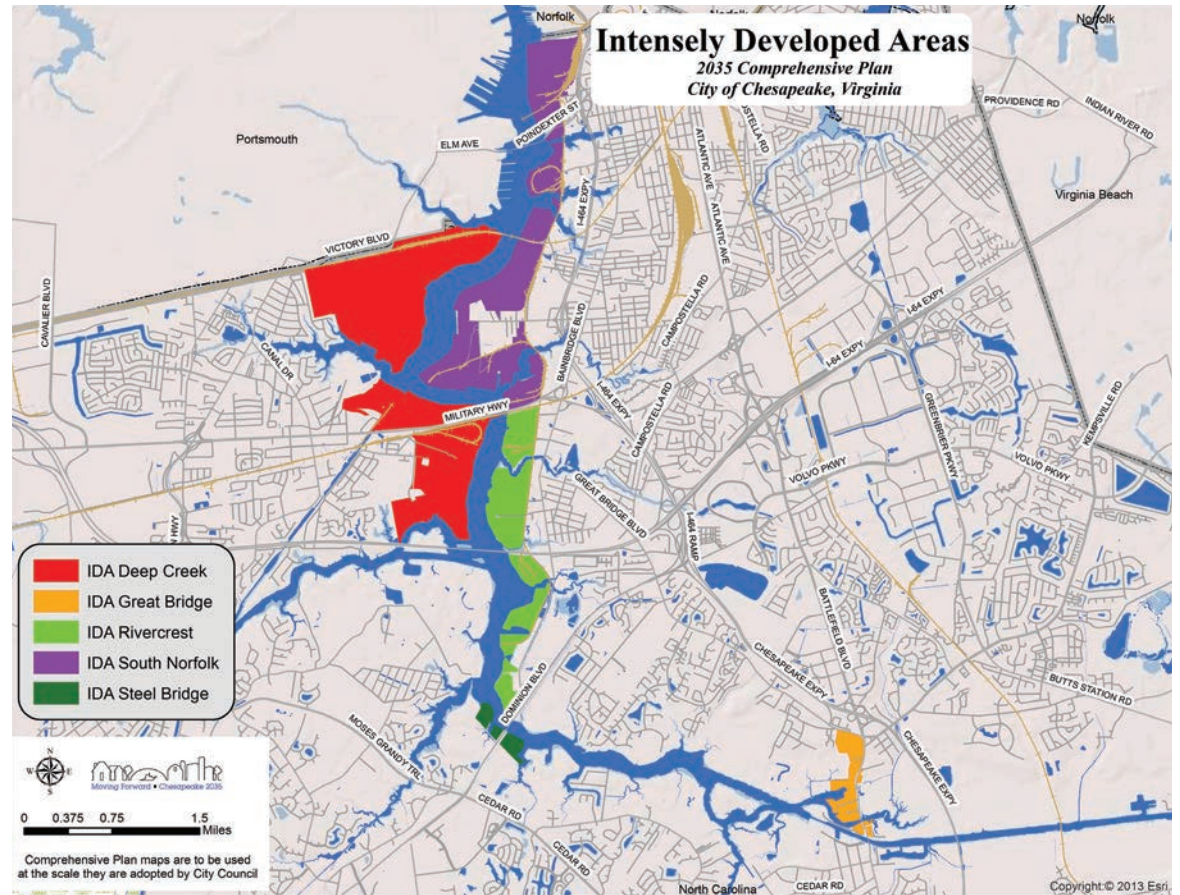 Intensely Developed Areas
2035 Comprehensive Plan
City of Chesapeake, Virginia
Norfolk
Norfolk
Portsmouth
ELM AVE
POINDEXTER ST
PROVIDENCE RD
INDIAN RIVER RD
ATLANTIC AVE
ATLANTIC AVE
Virginia Beach
I-464 EXPY
VICTORY BLVD
CAVALIER BLVD
CAMPOSTELLA RD
I-64 EXPY
I-64 EXPY
BAINBRIDGE BLVD
CANAL DR
MILITARY HWY
I-464 EXPY
CAMPOSTELLA RD
GREENBRIER PKWY
KEMPSVILLE RD
VOLVO PKWY
VOLVO PKWY
GREAT BRIDGE BLVD
I-464 RAMP
IDA Deep Creek
IDA Great Bridge
IDA Rivercrest
IDA South Norfolk
IDA Steel Bridge
BATTLEFIELD BLVD
CHESAPEAKE EXPY
BUTTS STATION RD
DOMINION BLVD
MOSES GRANDY TRL
CHESAPEAKE EXPY
CEDAR RD
CEDAR RD
CEDAR RD
North Carolina
N
W E
S
Moving Forward • Chesapeake 2035
0 0.375 0.75 1.5
Miles
Comprehensive Plan maps are to be used
at the scale they are adopted by City Council
Copyright:© 2013 Esri